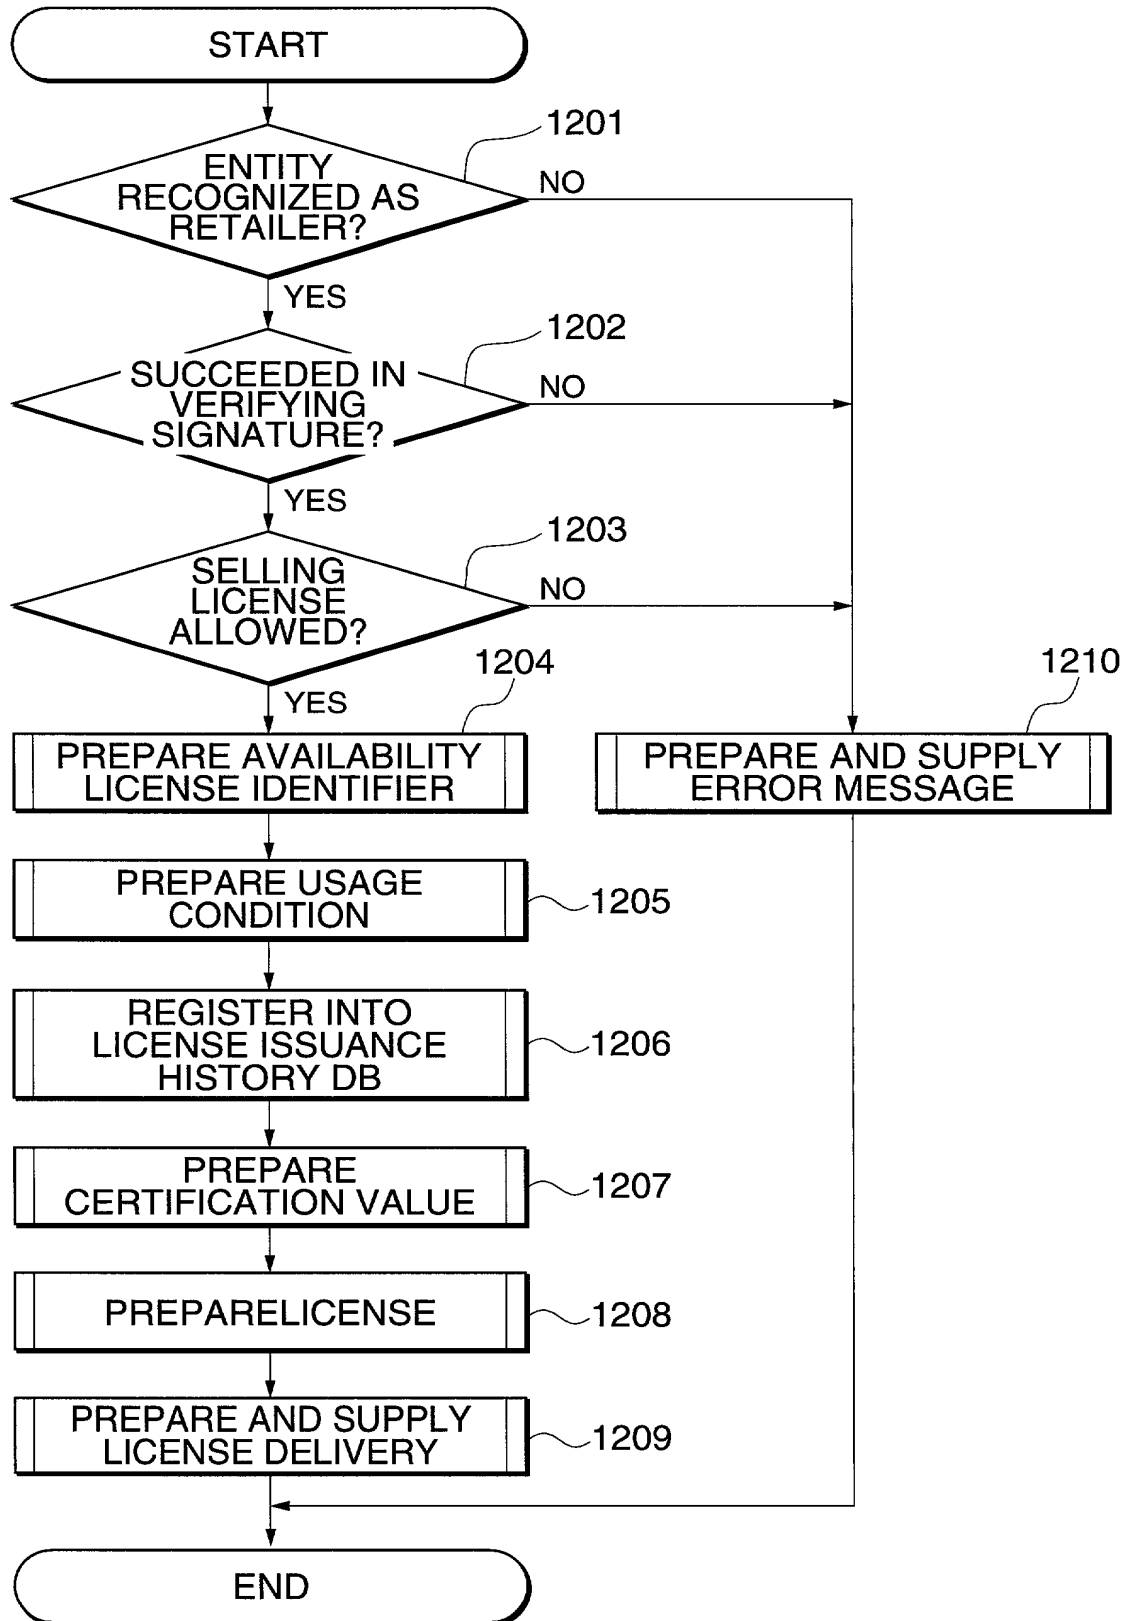 START
1201
ENTITY
RECOGNIZED AS
RETAILER?
NO
YES
1202
SUCCEEDED IN
VERIFYING
SIGNATURE?
NO
YES
1203
SELLING
LICENSE
ALLOWED?
NO
YES
1204
PREPARE AVAILABILITY
LICENSE IDENTIFIER
1210
PREPARE AND SUPPLY
ERROR MESSAGE
PREPARE USAGE
CONDITION
1205
REGISTER INTO
LICENSE ISSUANCE
HISTORY DB
1206
PREPARE
CERTIFICATION VALUE
1207
PREPARELICENSE
1208
PREPARE AND SUPPLY
LICENSE DELIVERY
1209
END